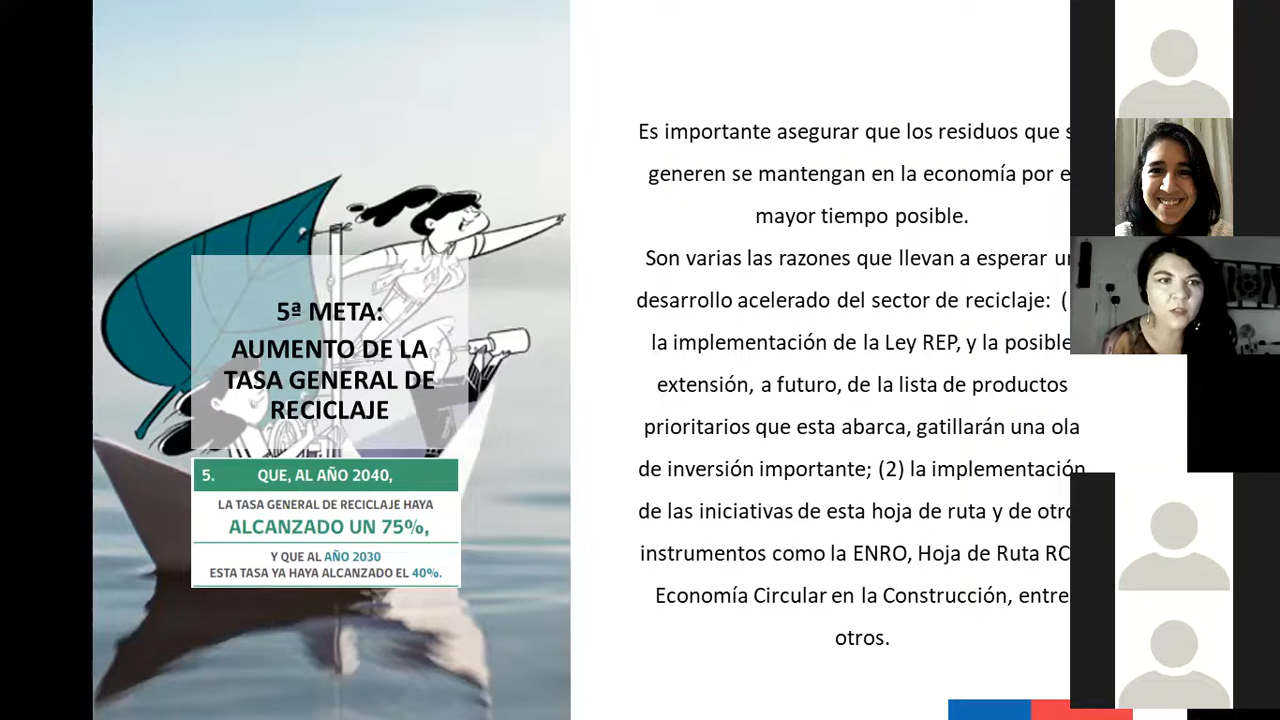 5ª META:
AUMENTO DE LA
TASA GENERAL DE
RECICLAJE
5. QUE, AL AÑO 2040,
LA TASA GENERAL DE RECICLAJE HAYA
ALCANZADO UN 75%,
Y QUE AL AÑO 2030
ESTA TASA YA HAYA ALCANZADO EL 40%.
Es importante asegurar que los residuos que
generen se mantengan en la economía por
mayor tiempo posible.
Son varias las razones que llevan a esperar
desarrollo acelerado del sector de reciclaje: (
la implementación de la Ley REP, y la posible
extensión, a futuro, de la lista de productos
prioritarios que esta abarca, gatillarán una ola
de inversión importante; (2) la implementación
de las iniciativas de esta hoja de ruta y de
instrumentos como la ENRO, Hoja de Ruta
Economía Circular en la Construcción, entre
otros.